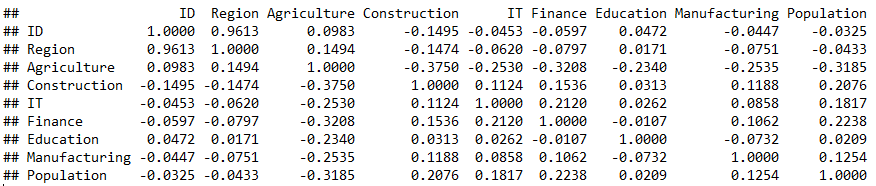 ##                    ID  Region Agriculture Construction      IT Finance Education Manufacturing Population
## ID             1.0000  0.9613      0.0983      -0.1495 -0.0453 -0.0597    0.0472       -0.0447    -0.0325
## Region         0.9613  1.0000      0.1494      -0.1474 -0.0620 -0.0797    0.0171       -0.0751    -0.0433
## Agriculture    0.0983  0.1494      1.0000      -0.3750 -0.2530 -0.3208   -0.2340       -0.2535    -0.3185
## Construction  -0.1495 -0.1474     -0.3750       1.0000  0.1124  0.1536    0.0313        0.1188     0.2076
## IT            -0.0453 -0.0620     -0.2530       0.1124  1.0000  0.2120    0.0262        0.0858     0.1817
## Finance       -0.0597 -0.0797     -0.3208       0.1536  0.2120  1.0000   -0.0107        0.1062     0.2238
## Education      0.0472  0.0171     -0.2340       0.0313  0.0262 -0.0107    1.0000       -0.0732     0.0209
## Manufacturing -0.0447 -0.0751     -0.2535       0.1188  0.0858  0.1062   -0.0732        1.0000     0.1254
## Population    -0.0325 -0.0433     -0.3185       0.2076  0.1817  0.2238    0.0209        0.1254     1.0000